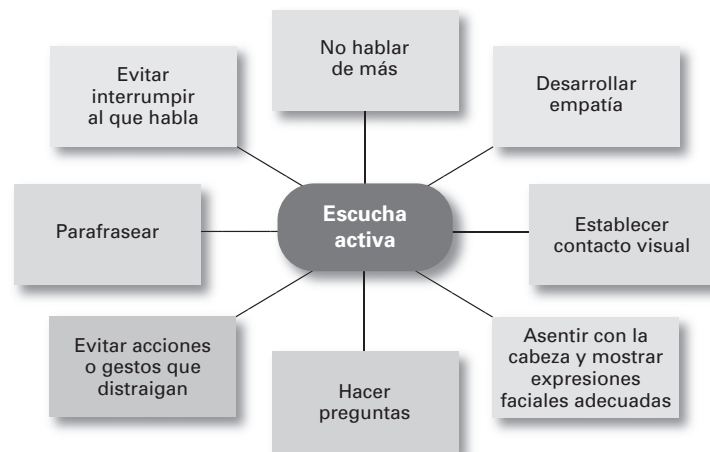 No hablar
de más
Evitar
interrumpir
al que habla
Desarrollar
empatía
Parafrasear
Escucha
activa
Establecer
contacto visual
Evitar acciones
o gestos que
distraigan
Hacer
preguntas
Asentir con la
cabeza y mostrar
expresiones
faciales adecuadas